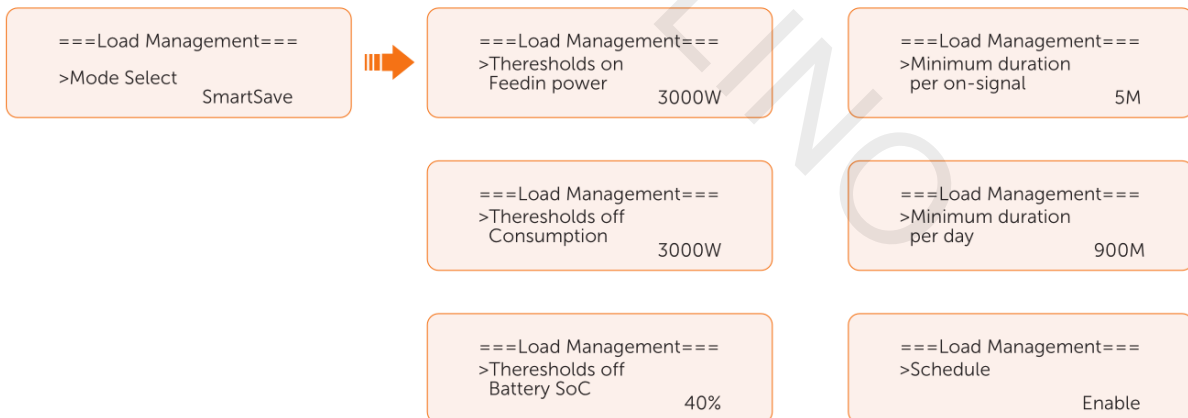 ===Load Management===
>Mode Select
SmartSave
===Load Management===
>Theresholds on
Feedin power
3000W
===Load Management===
>Minimum duration
per on-signal
5M
===Load Management===
>Theresholds off
Consumption
3000W
===Load Management===
>Minimum duration
per day
900M
===Load Management===
>Theresholds off
Battery SoC
40%
===Load Management===
>Schedule
Enable
LINO